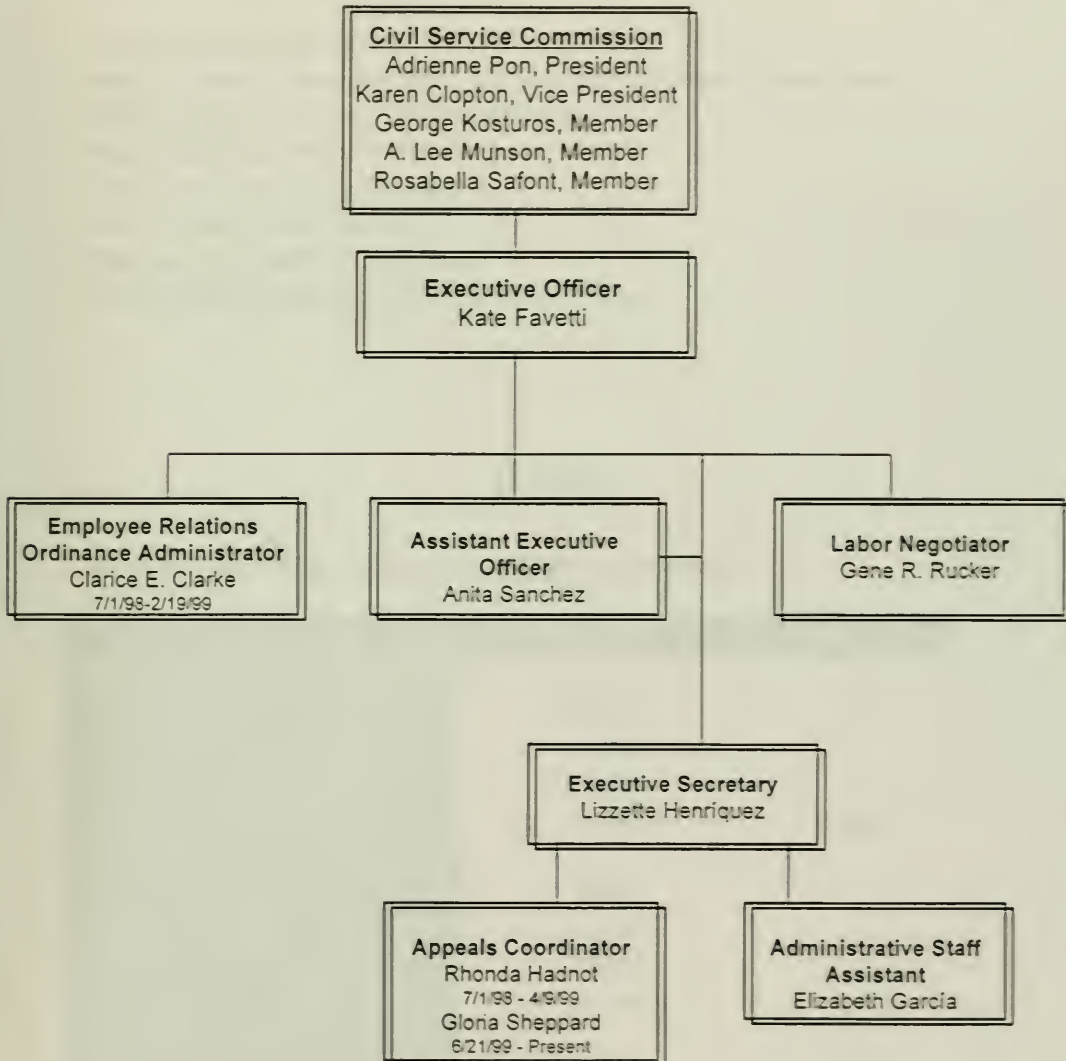 Civil Service Commission
Adrienne Pon, President
Karen Clopton, Vice President
George Kosturos, Member
A. Lee Munson, Member
Rosabella Safont, Member
Executive Officer
Kate Favetti
Employee Relations
Ordinance Administrator
Clarice E. Clarke
7/1/98-2/19/99
Assistant Executive
Officer
Anita Sanchez
Labor Negotiator
Gene R. Rucker
Executive Secretary
Lizzette Henríquez
Appeals Coordinator
Rhonda Hadnot
7/1/98 - 4/9/99
Gloria Sheppard
6/21/99 - Present
Administrative Staff
Assistant
Elizabeth García